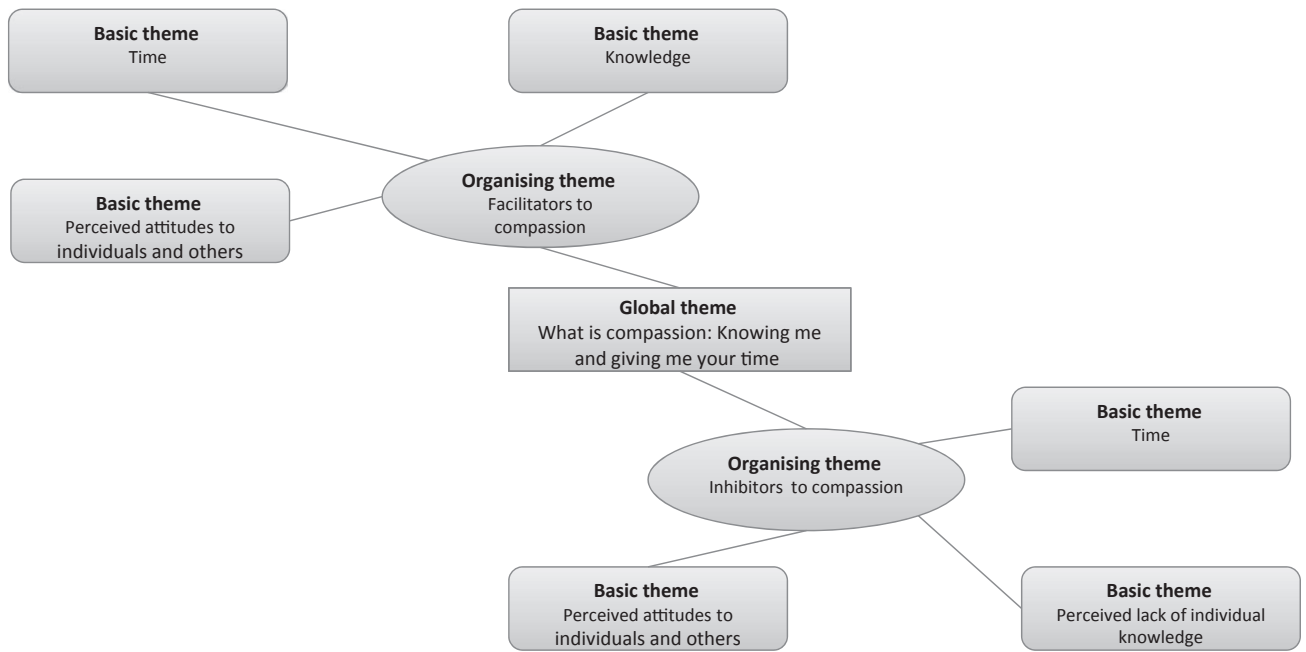 Basic theme
Time
Basic theme
Knowledge
Basic theme
Perceived attitudes to
individuals and others
Organising theme
Facilitators to
compassion
Global theme
What is compassion: Knowing me
and giving me your time
Basic theme
Time
Organising theme
Inhibitors to compassion
Basic theme
Perceived attitudes to
individuals and others
Basic theme
Perceived lack of individual
knowledge